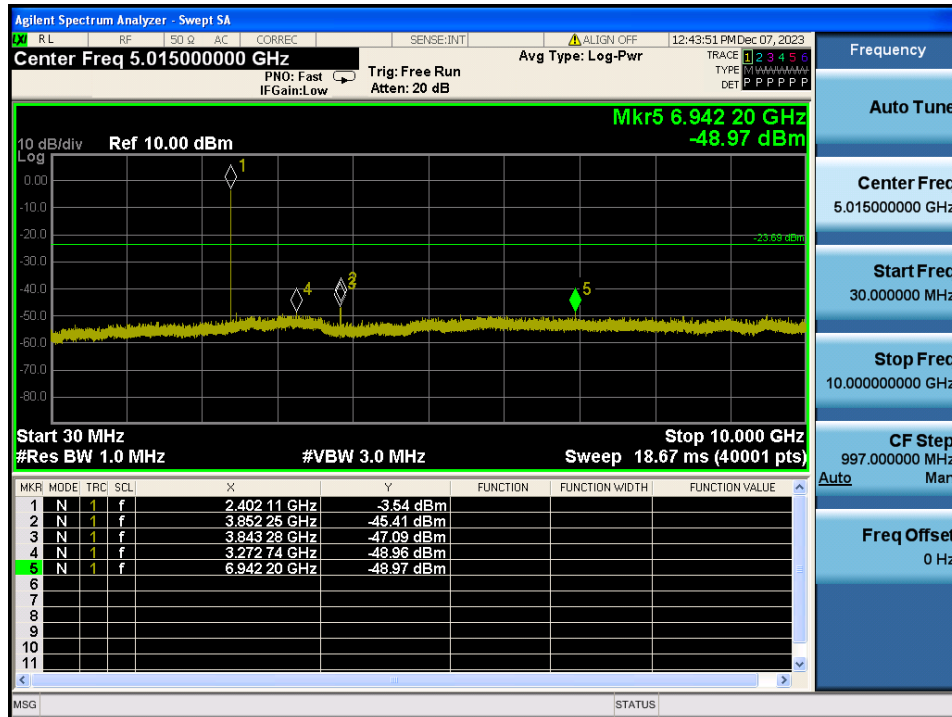 Agilent Spectrum Analyzer - Swept SA
LXI RL RF 50 Ω AC CORREC SENSE:INT ALIGN OFF 12:43:51 PM Dec 07, 2023
Center Freq 5.015000000 GHz
PNO: Fast
IFGain:Low
Trig: Free Run
Atten: 20 dB
Avg Type: Log-Pwr
TRACE 1 2 3 4 5 6
TYPE M W W W W W
DET P P P P P P
Mkr5 6.942 20 GHz
-48.97 dBm
10 dB/div Ref 10.00 dBm
Log
0.00
-10.0
-20.0
-30.0
-40.0
-50.0
-60.0
-70.0
-80.0
-23.69 dBm
1
4
2
3
5
Start 30 MHz Stop 10.000 GHz
#Res BW 1.0 MHz #VBW 3.0 MHz Sweep 18.67 ms (40001 pts)
MKR MODE TRC SCL X Y FUNCTION FUNCTION WIDTH FUNCTION VALUE
1 N 1 f 2.402 11 GHz -3.54 dBm
2 N 1 f 3.852 25 GHz -45.41 dBm
3 N 1 f 3.843 28 GHz -47.09 dBm
4 N 1 f 3.272 74 GHz -48.96 dBm
5 N 1 f 6.942 20 GHz -48.97 dBm
6
7
8
9
10
11
MSG STATUS
Frequency
Auto Tune
Center Freq
5.015000000 GHz
Start Freq
30.000000 MHz
Stop Freq
10.000000000 GHz
CF Step
997.000000 MHz
Auto Man
Freq Offset
0 Hz